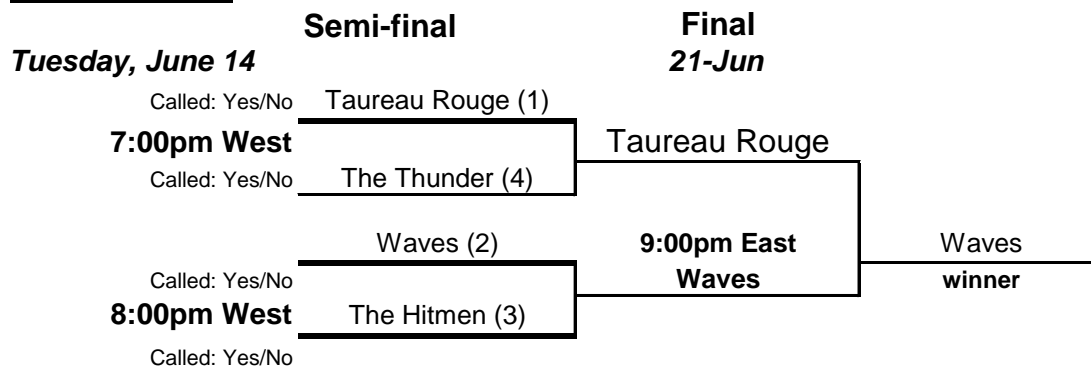 Semi-final Final
Tuesday, June 14 21-Jun
Called: Yes/No Taureau Rouge (1)
7:00pm West Taureau Rouge
Called: Yes/No The Thunder (4)
Waves (2) 9:00pm East Waves
Called: Yes/No Waves winner
8:00pm West The Hitmen (3)
Called: Yes/No